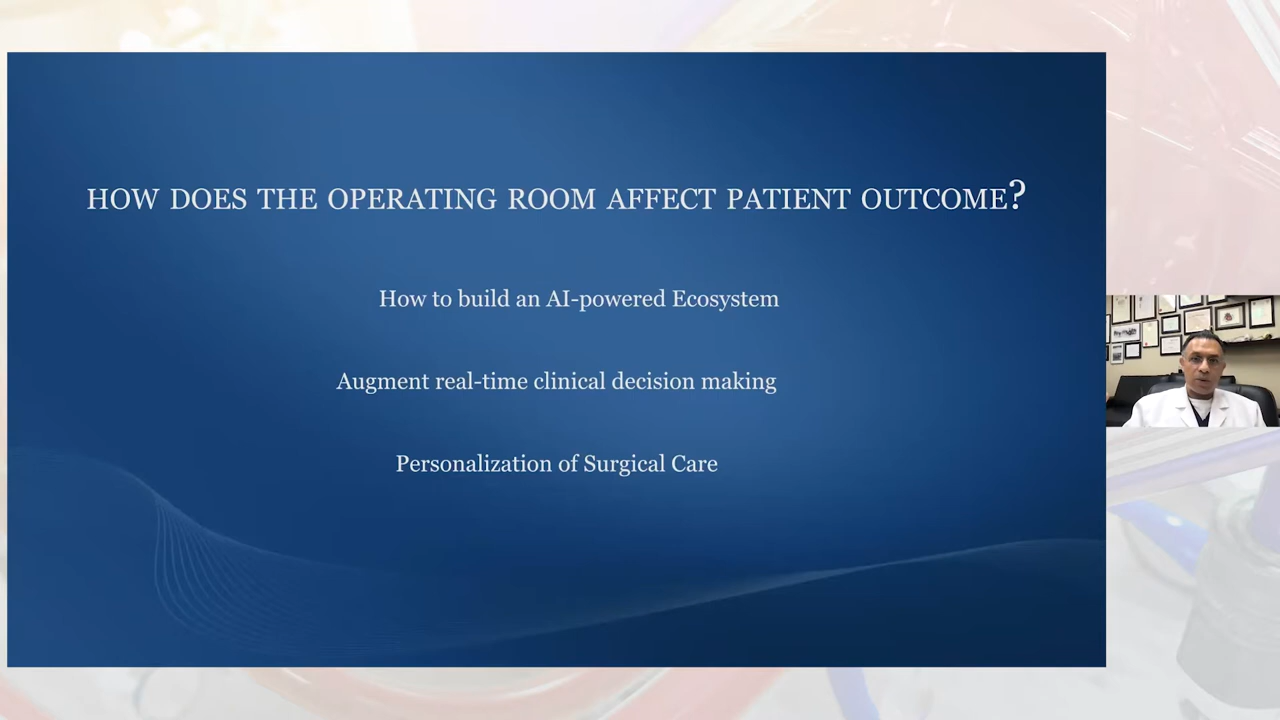 HOW DOES THE OPERATING ROOM AFFECT PATIENT OUTCOME?
How to build an AI-powered Ecosystem
Augment real-time clinical decision making
Personalization of Surgical Care